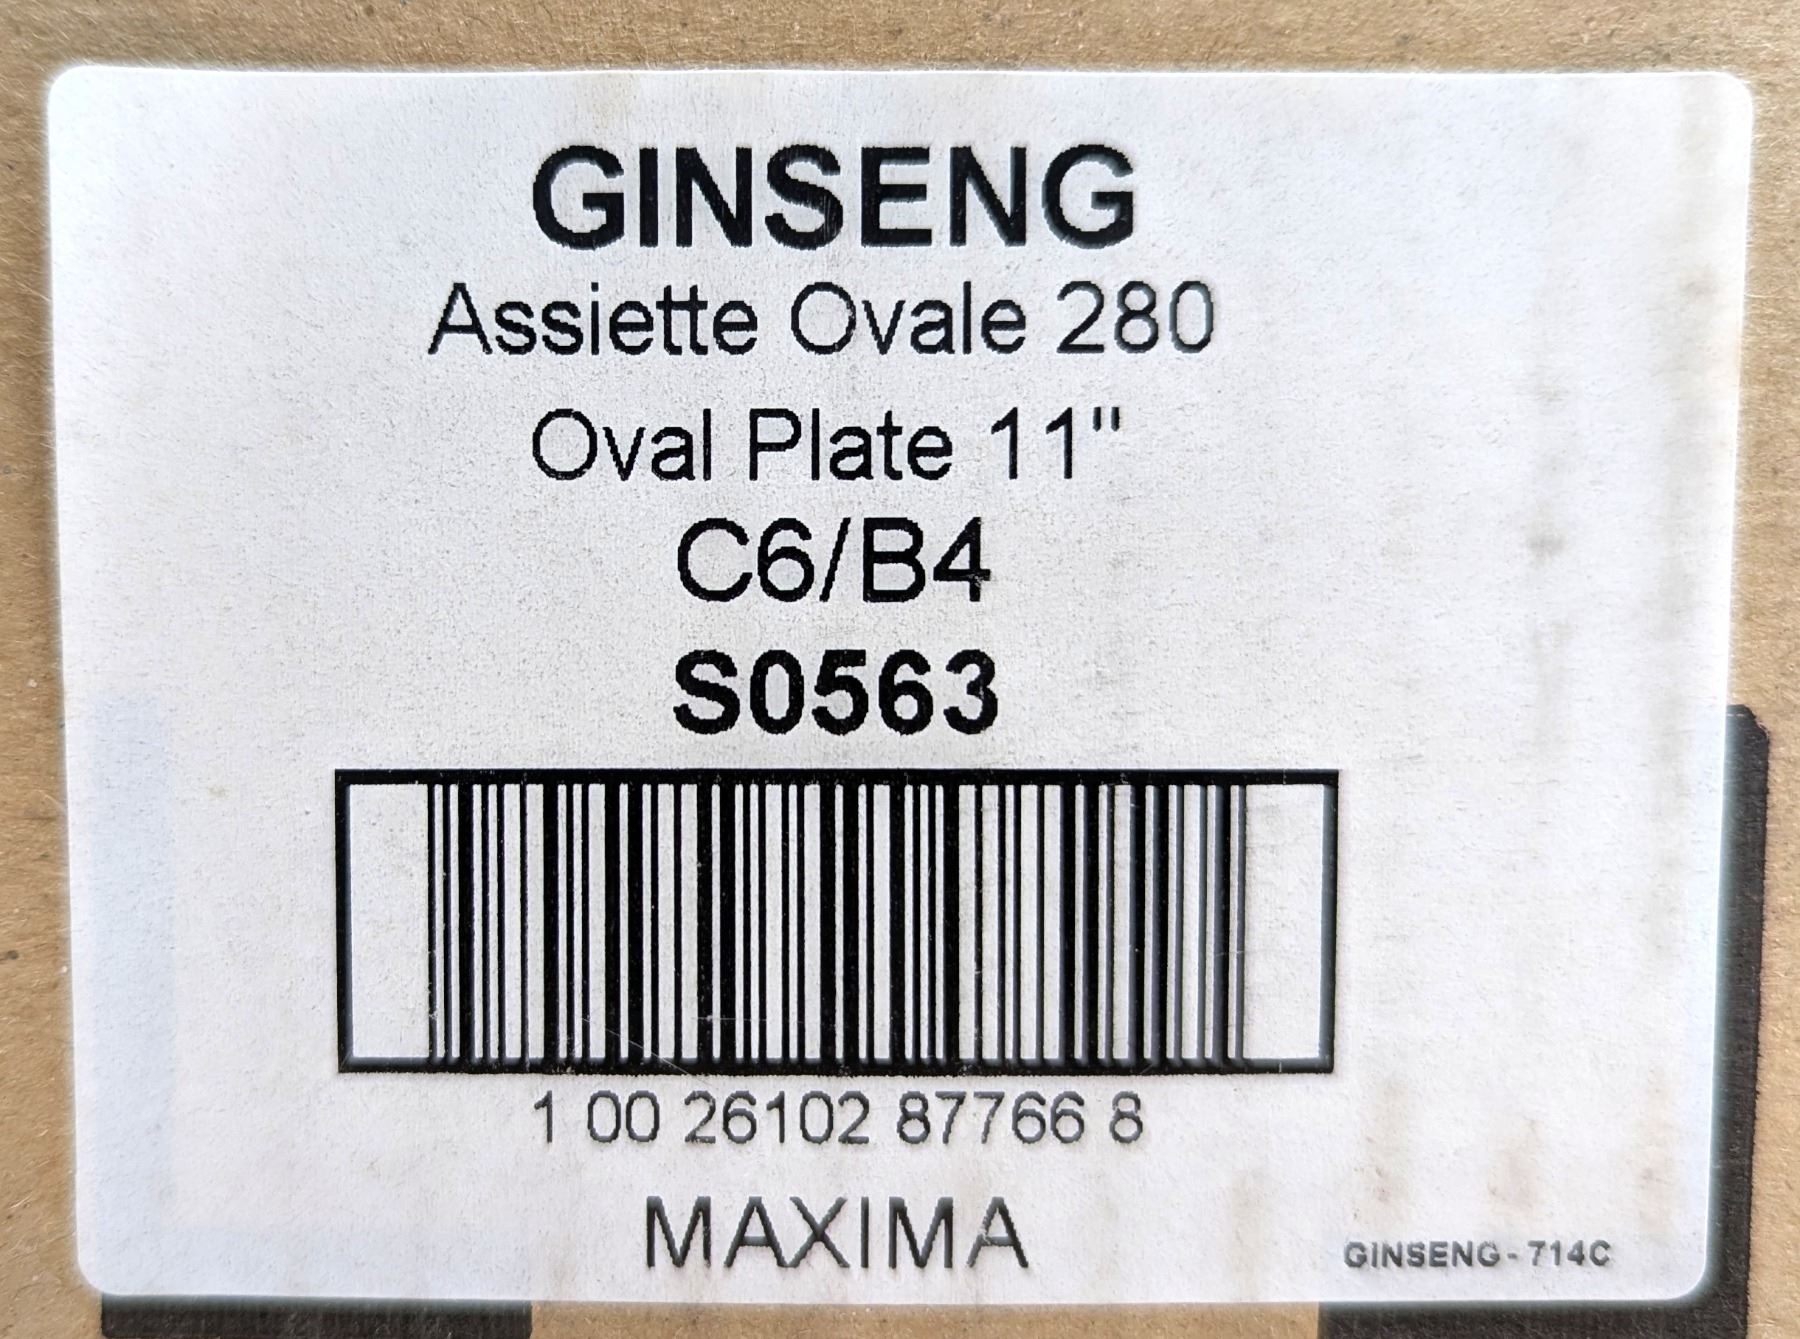 GINSENG
Assiette Ovale 280
Oval Plate 11"
C6/B4
S0563
1 00 26102 87766 8
MAXIMA
GINSENG - 714C